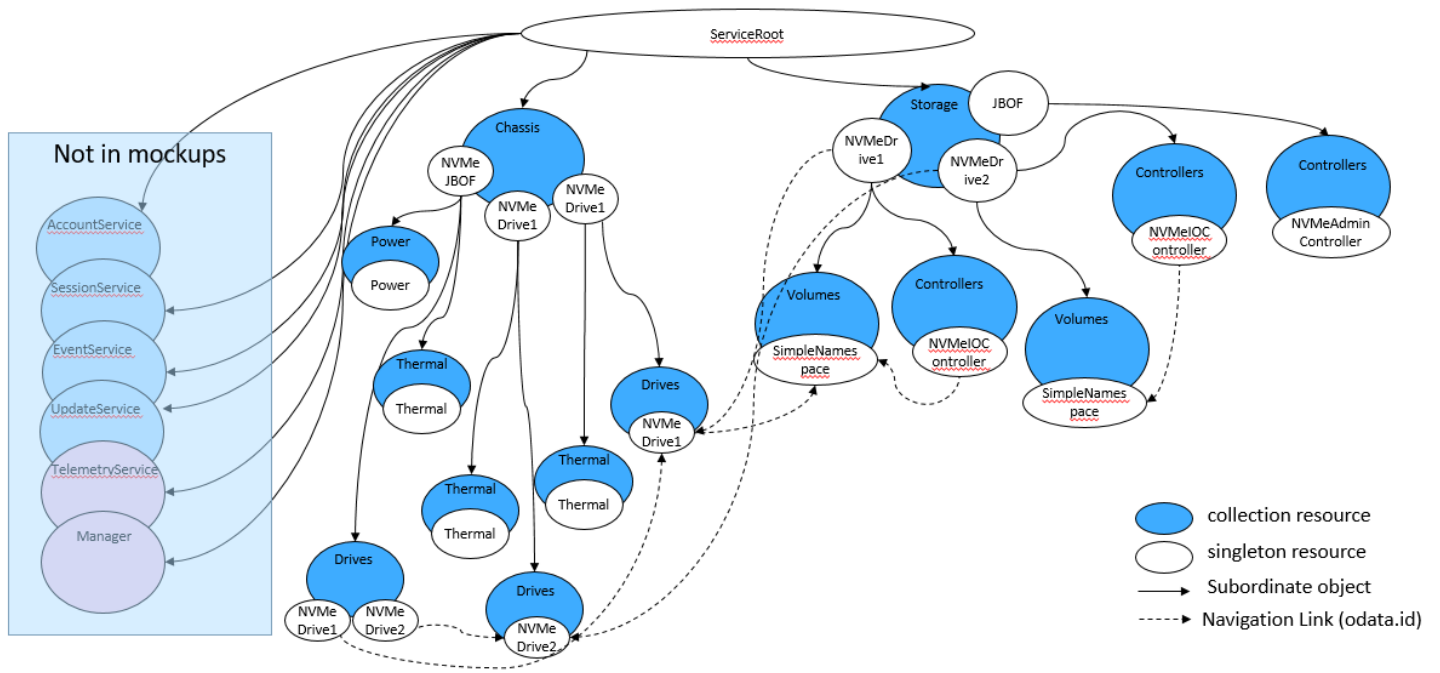 ServiceRoot
Not in mockups
AccountService
SessionService
EventService
UpdateService
TelemetryService
Manager
Chassis
NVMe
JBOF
NVMe
Drive1
NVMe
Drive1
Power
Power
Thermal
Thermal
Thermal
Thermal
Thermal
Thermal
Drives
NVMe
Drive1
Drives
NVMe
Drive1
NVMe
Drive2
Drives
NVMe
Drive2
Storage
JBOF
NVMeDr
ive1
NVMeDr
ive2
Volumes
SimpleNames
pace
Controllers
NVMeIOC
ontroller
Volumes
SimpleNames
pace
Controllers
NVMeIOC
ontroller
Controllers
NVMeAdmin
Controller
collection resource
singleton resource
Subordinate object
Navigation Link (odata.id)